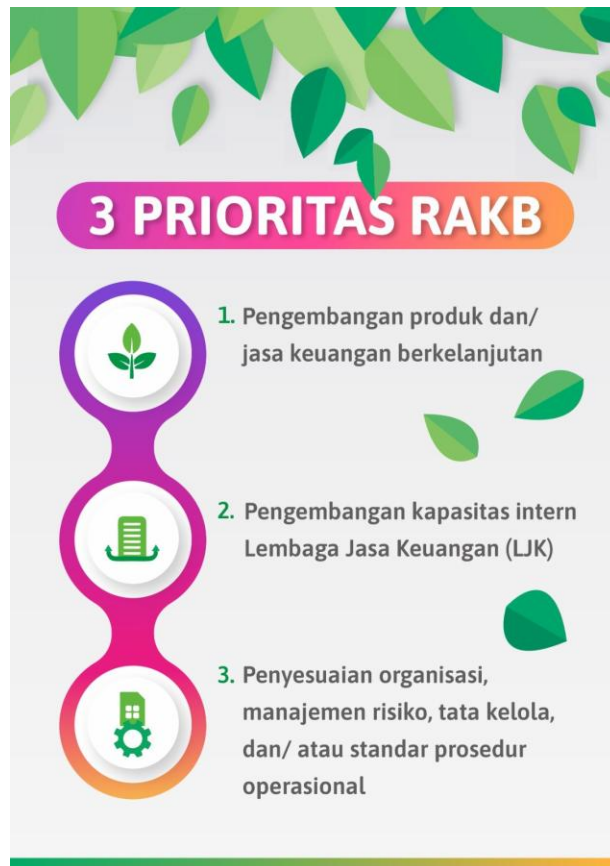 3 PRIORITAS RAKB
1. Pengembangan produk dan/
jasa keuangan berkelanjutan
2. Pengembangan kapasitas intern
Lembaga Jasa Keuangan (LJK)
3. Penyesuaian organisasi,
manajemen risiko, tata kelola,
dan/ atau standar prosedur
operasional